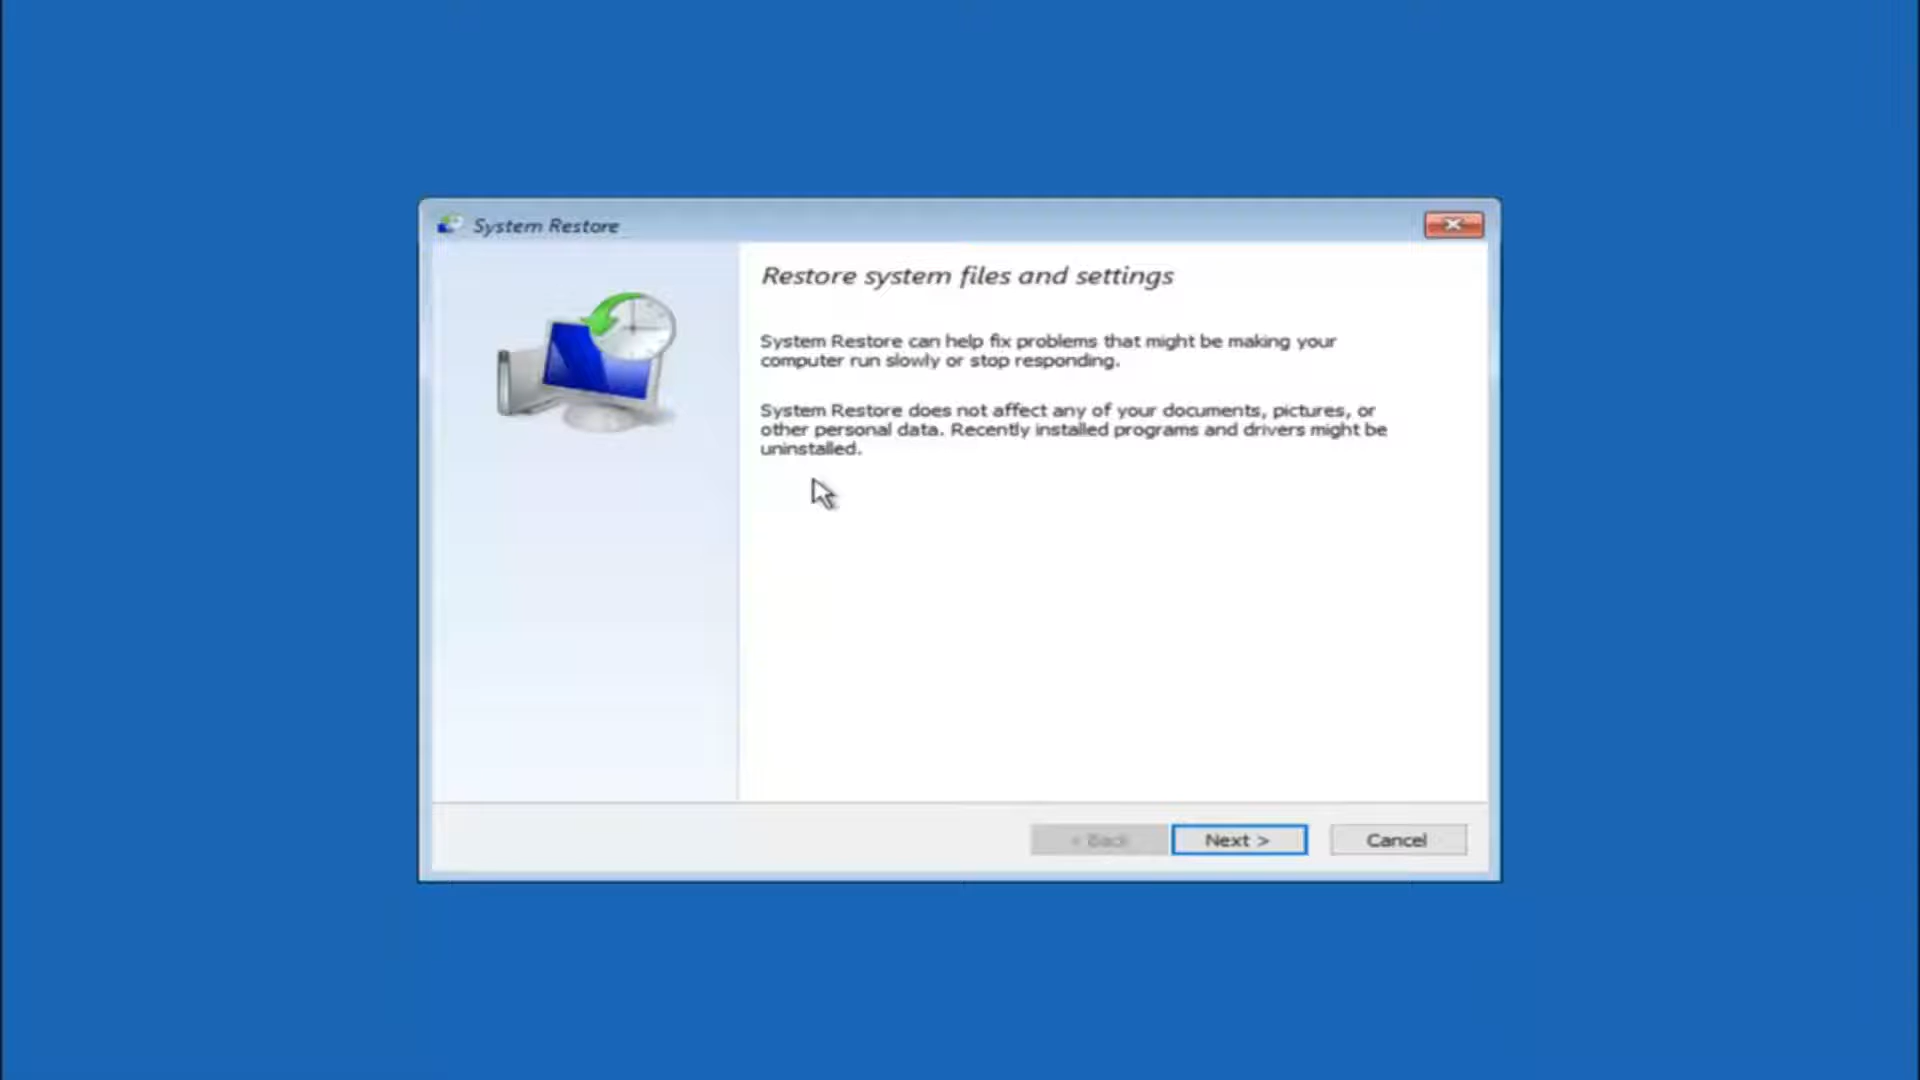 System Restore
Restore system files and settings
System Restore can help fix problems that might be making your
computer run slowly or stop responding.
System Restore does not affect any of your documents, pictures, or
other personal data. Recently installed programs and drivers might be
uninstalled.
< Back
Next >
Cancel